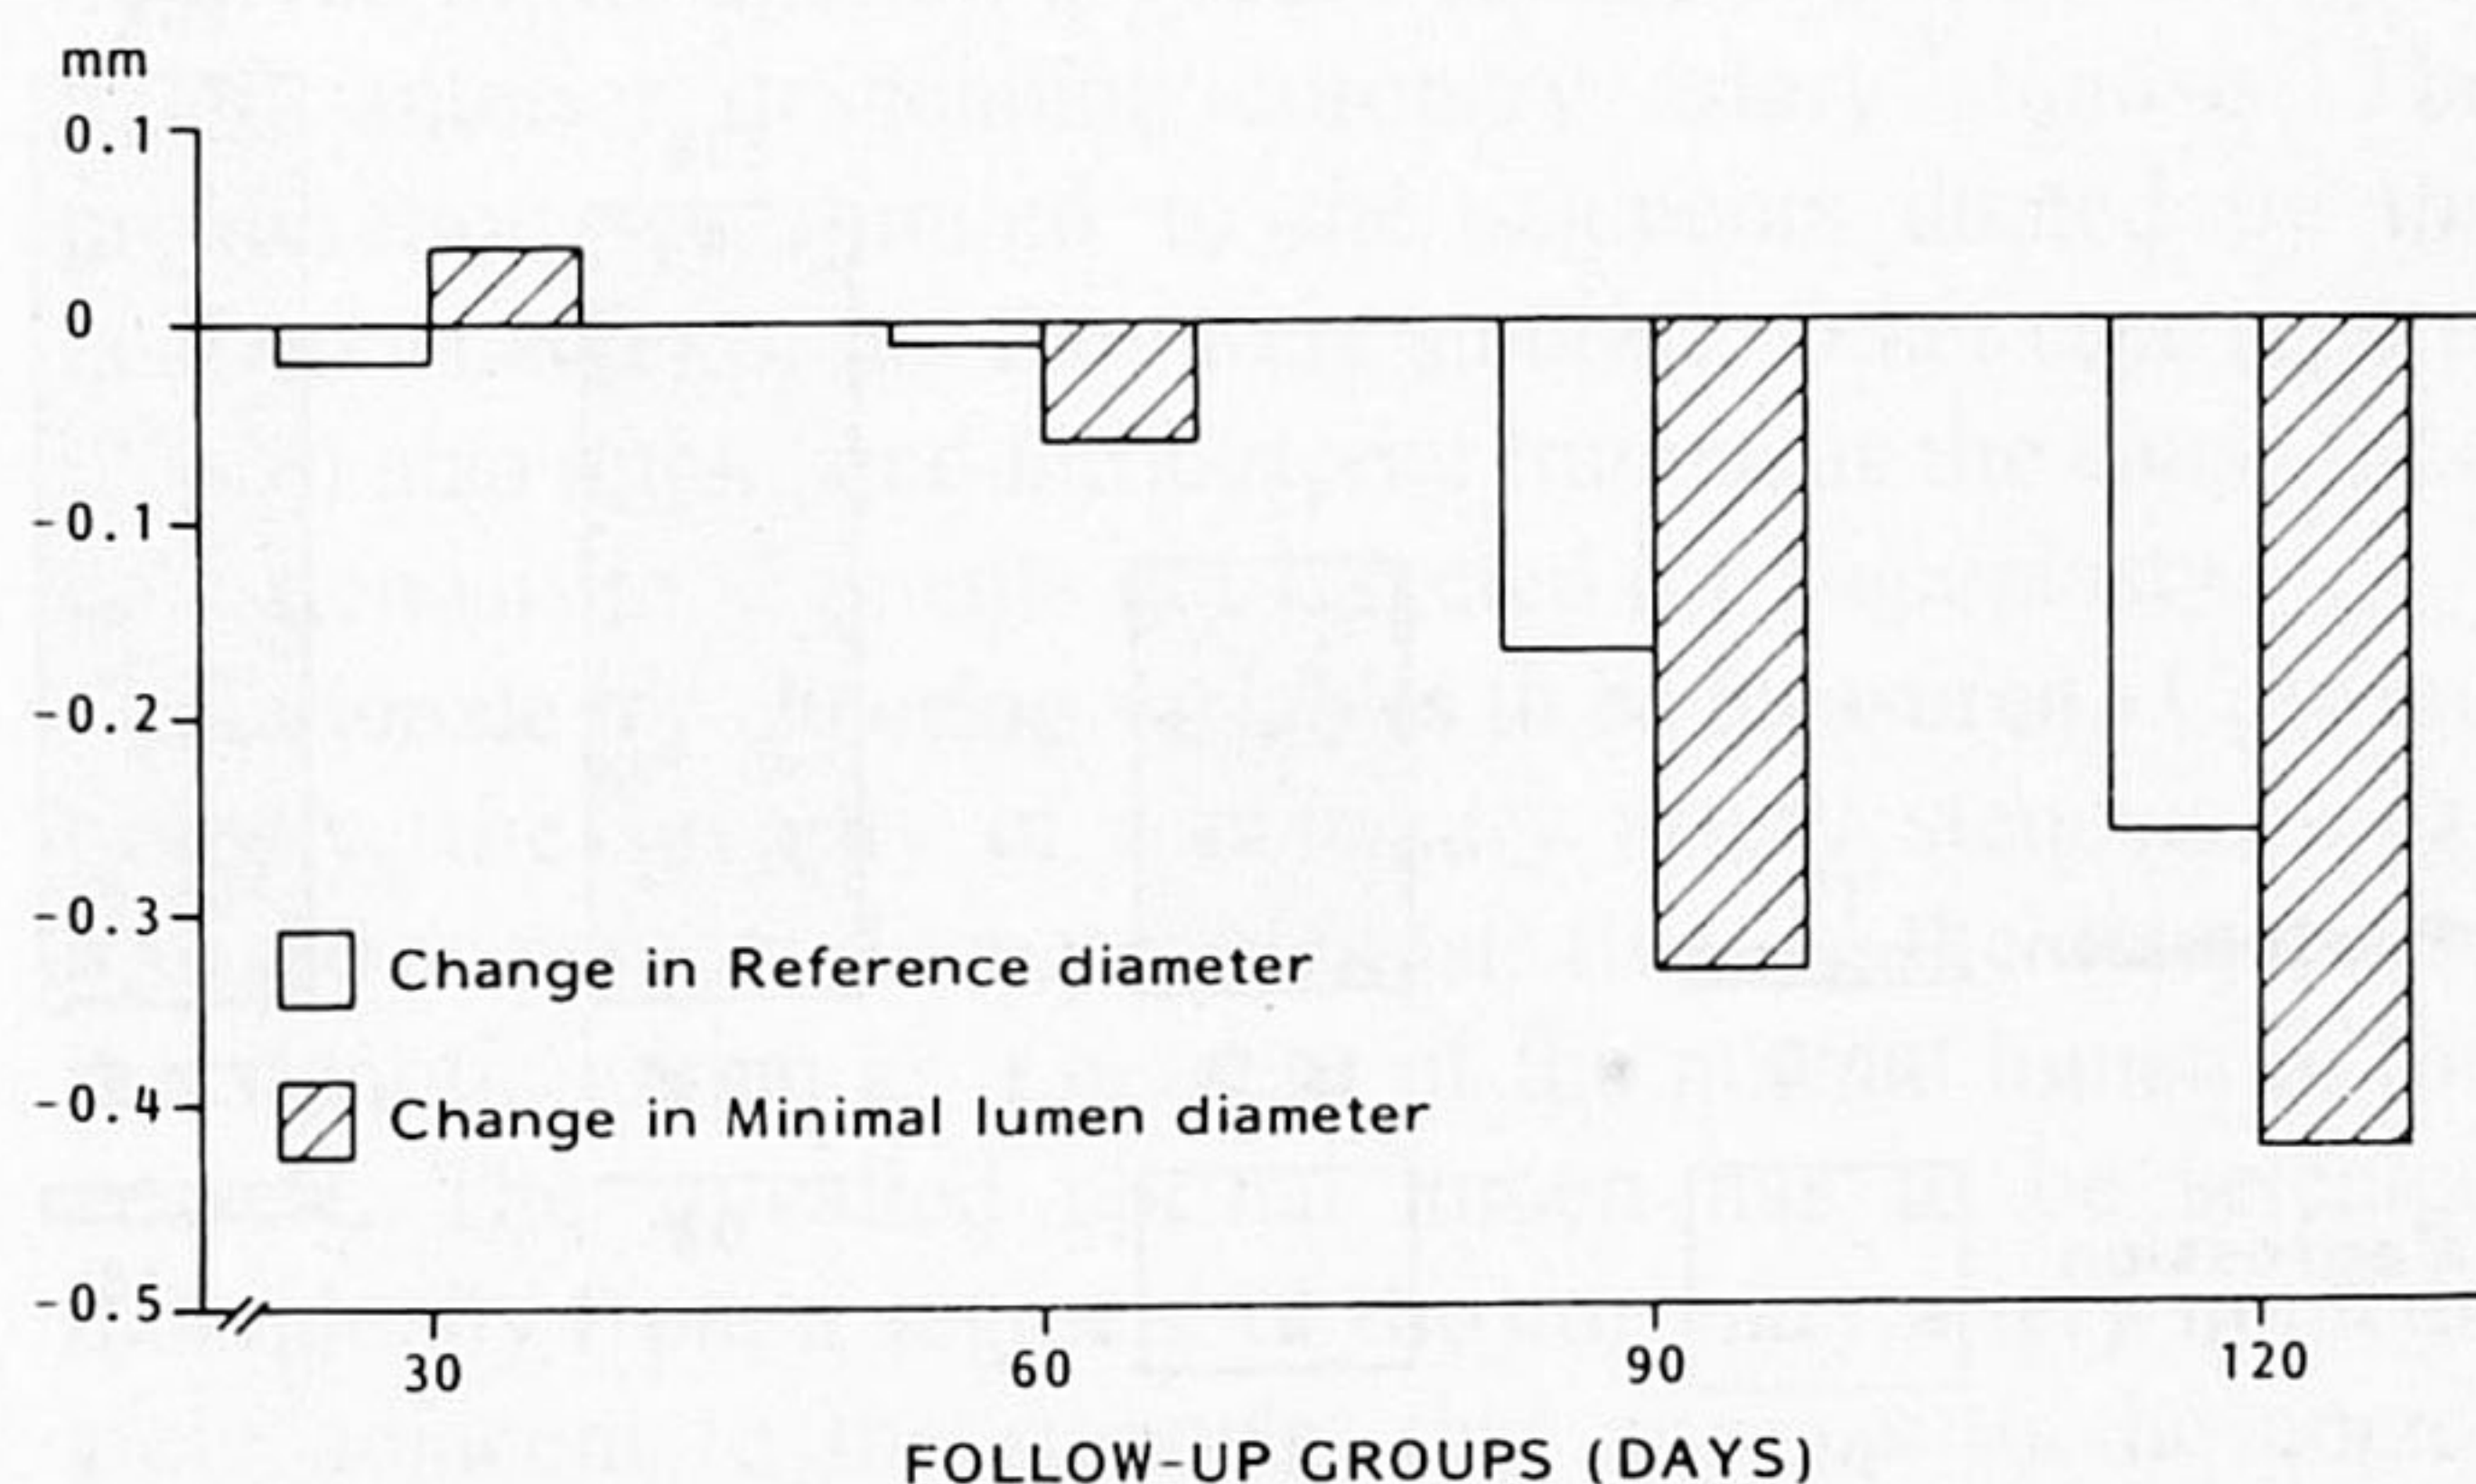 mm
0.1
0
-0.1
-0.2
-0.3
-0.4
-0.5
Change in Reference diameter
Change in Minimal lumen diameter
30 60 90 120
FOLLOW-UP GROUPS (DAYS)